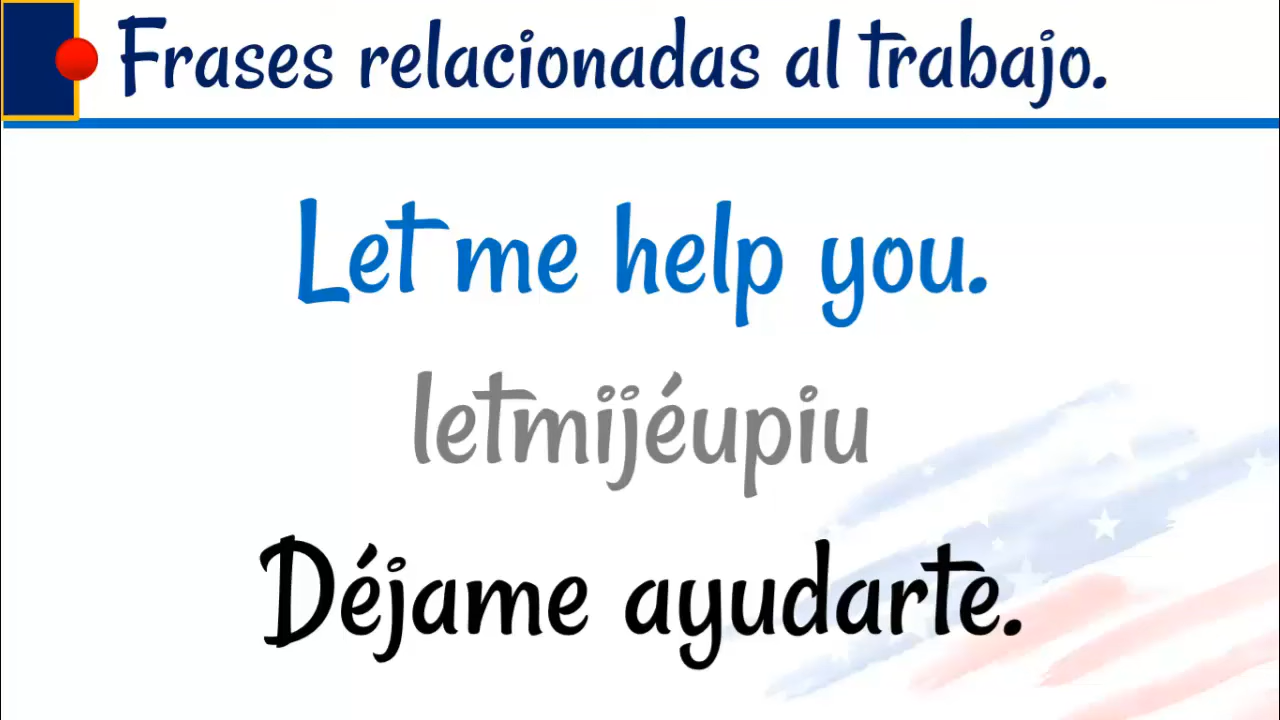 Frases relacionadas al trabajo.
Let me help you.
letmijéupiu
Déjame ayudarte.